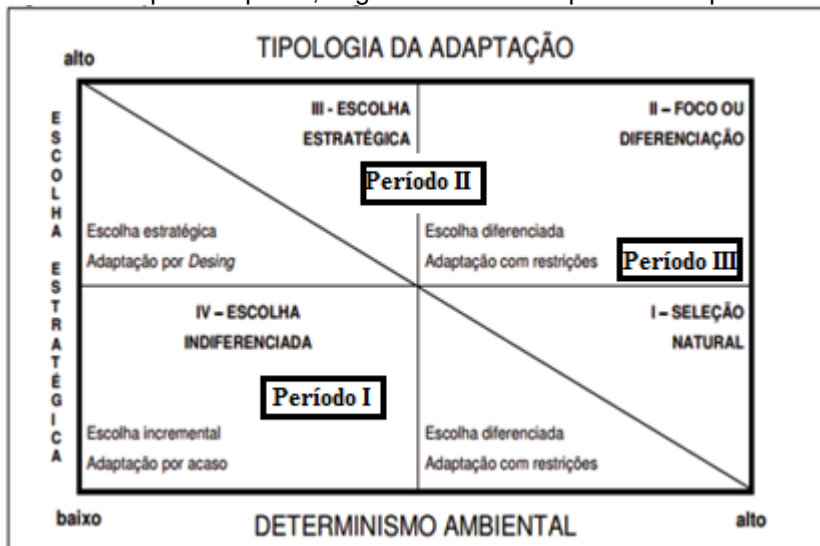 TIPOLOGIA DA ADAPTAÇÃO
alto
ESCOLHA ESTRATÉGICA
III - ESCOLHA
ESTRATÉGICA
II – FOCO OU
DIFERENCIAÇÃO
Período II
Escolha estratégica
Adaptação por Desing
Escolha diferenciada
Adaptação com restrições
Período III
IV – ESCOLHA
INDIFERENCIADA
I – SELEÇÃO
NATURAL
Período I
Escolha incremental
Adaptação por acaso
Escolha diferenciada
Adaptação com restrições
baixo
DETERMINISMO AMBIENTAL
alto